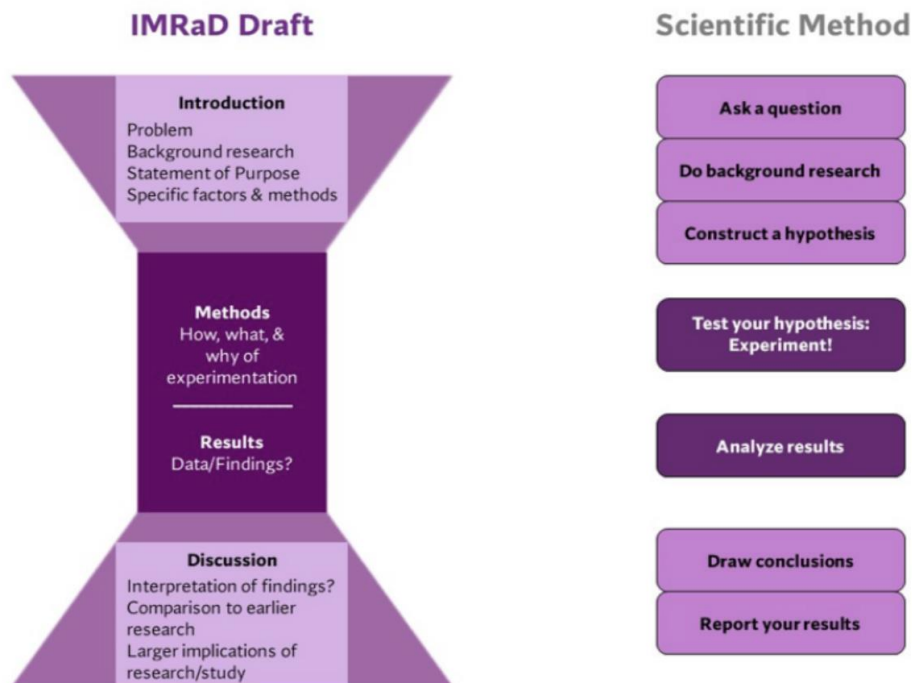 IMRaD Draft
Introduction
Problem
Background research
Statement of Purpose
Specific factors & methods
Methods
How, what, &
why of
experimentation
Results
Data/Findings?
Discussion
Interpretation of findings?
Comparison to earlier
research
Larger implications of
research/study
Scientific Method
Ask a question
Do background research
Construct a hypothesis
Test your hypothesis:
Experiment!
Analyze results
Draw conclusions
Report your results